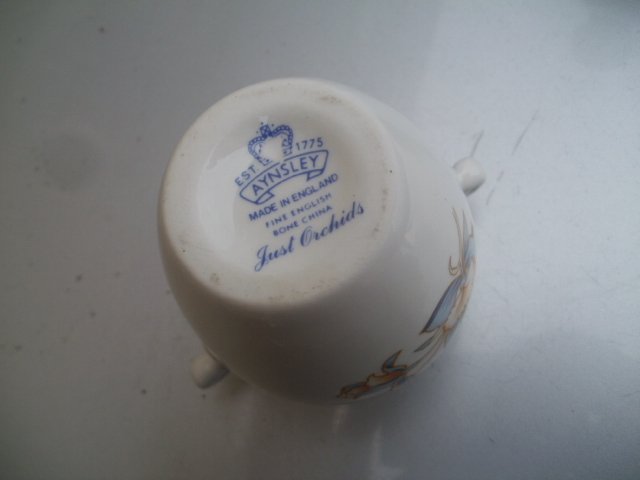 EST 1775
AYNSLEY
MADE IN ENGLAND
FINE ENGLISH
BONE CHINA
Just Orchids